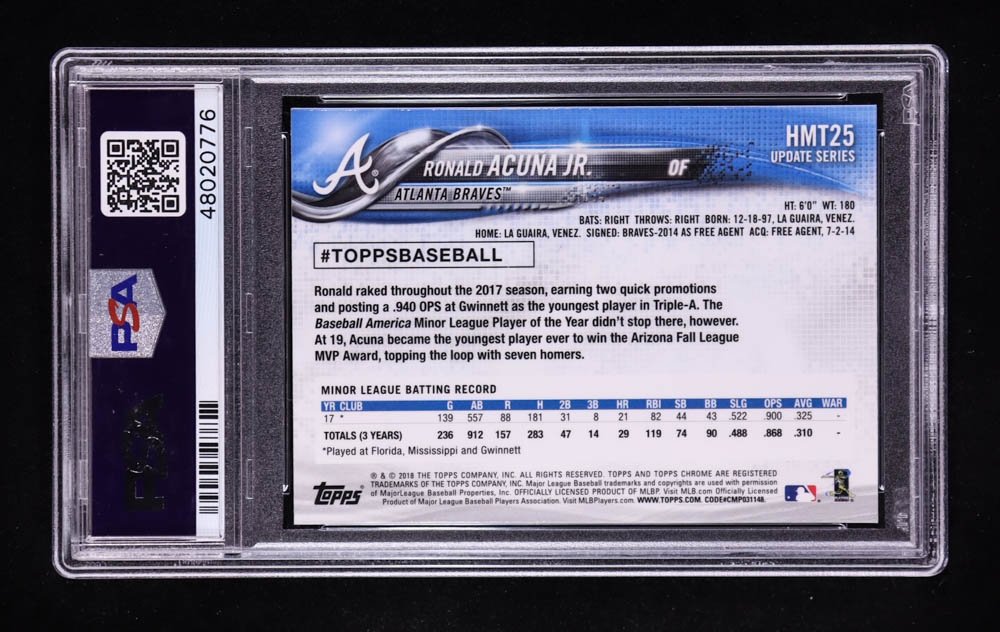 48020776
PSA
PSA
HMT25
UPDATE SERIES
A®
RONALD ACUNA JR. OF
ATLANTA BRAVES™
HT: 6'0" WT: 180
BATS: RIGHT THROWS: RIGHT BORN: 12-18-97, LA GUAIRA, VENEZ.
HOME: LA GUAIRA, VENEZ. SIGNED: BRAVES-2014 AS FREE AGENT ACQ: FREE AGENT, 7-2-14
#TOPPSBASEBALL
Ronald raked throughout the 2017 season, earning two quick promotions
and posting a .940 OPS at Gwinnett as the youngest player in Triple-A. The
Baseball America Minor League Player of the Year didn't stop there, however.
At 19, Acuna became the youngest player ever to win the Arizona Fall League
MVP Award, topping the loop with seven homers.
MINOR LEAGUE BATTING RECORD
YR CLUB G AB R H 2B 3B HR RBI SB BB SLG OPS AVG WAR
17 * 139 557 88 181 31 8 21 82 44 43 .522 .900 .325 -
TOTALS (3 YEARS) 236 912 157 283 47 14 29 119 74 90 .488 .868 .310 -
*Played at Florida, Mississippi and Gwinnett
® & © 2018 THE TOPPS COMPANY, INC. ALL RIGHTS RESERVED. TOPPS AND TOPPS CHROME ARE REGISTERED
TRADEMARKS OF THE TOPPS COMPANY, INC. Major League Baseball trademarks and copyrights are used with permission
of MajorLeague Baseball Properties, Inc. OFFICIALLY LICENSED PRODUCT OF MLBP. Visit MLB.com Officially Licensed
Product of Major League Baseball Players Association. Visit MLBPlayers.com. WWW.TOPPS.COM. CODE#CMP031148.
Topps
PSA